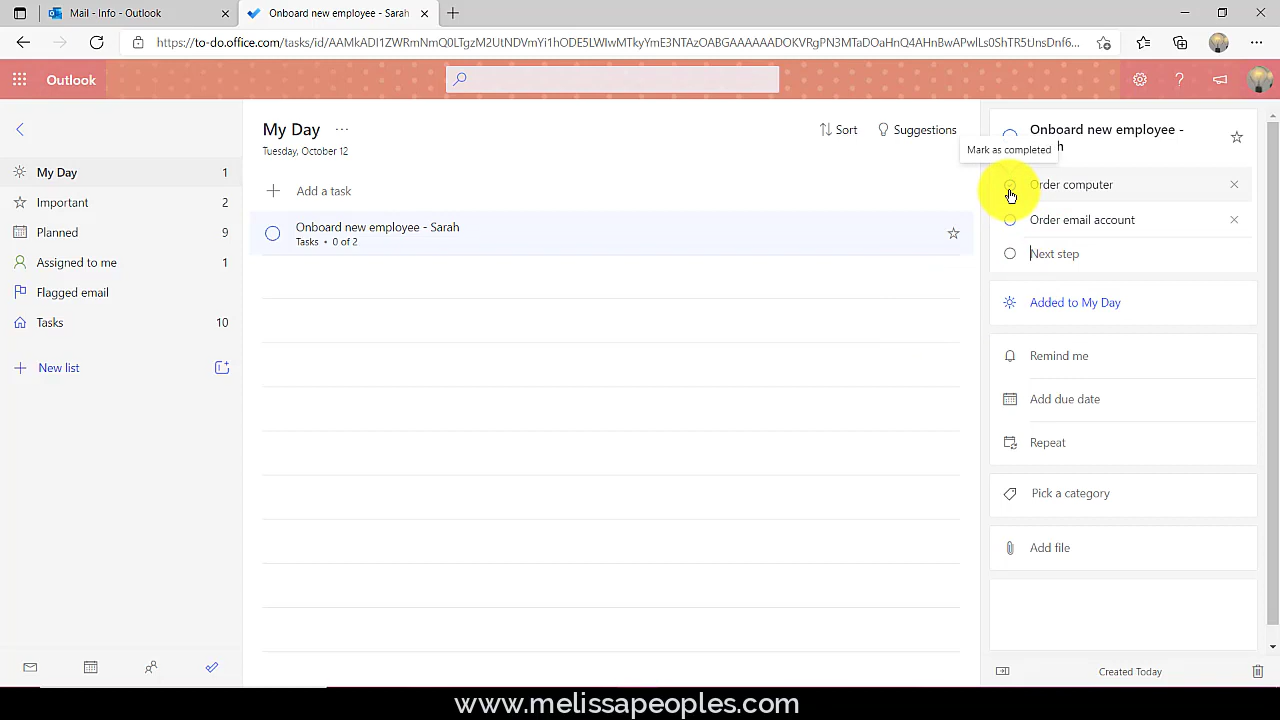 Mail - Info - Outlook
Onboard new employee - Sarah
https://to-do.office.com/tasks/id/AAMkADI1ZWRmNmQ0LTgzM2UtNDVmYi1hODE5LWIwMTkyYmE3NTAzOABGAAAAAADOKVRgPN3MTaDOaHnQ4AHnBwAPwlLs0ShTR5UnsDnf6...
Outlook
My Day
Tuesday, October 12
Sort
Suggestions
Add a task
Onboard new employee - Sarah
Tasks • 0 of 2
My Day 1
Important 2
Planned 9
Assigned to me 1
Flagged email
Tasks 10
New list
Onboard new employee -
Mark as completed
Order computer
Order email account
Next step
Added to My Day
Remind me
Add due date
Repeat
Pick a category
Add file
Created Today
www.melissapeoples.com